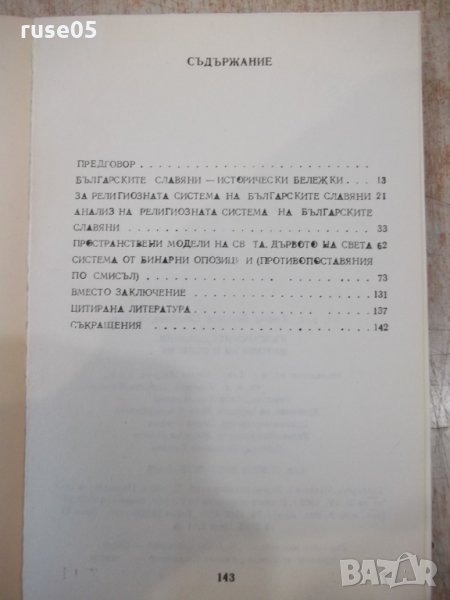 ruse05
СЪДЪРЖАНИЕ
ПРЕДГОВОР
БЪЛГАРСКИТЕ СЛАВЯНИ — ИСТОРИЧЕСКИ БЕЛЕЖКИ . . . 13
ЗА РЕЛИГИОЗНАТА СИСТЕМА НА БЪЛГАРСКИТЕ СЛАВЯНИ 21
АНАЛИЗ НА РЕЛИГИОЗНАТА СИСТЕМА НА БЪЛГАРСКИТЕ
СЛАВЯНИ 33
ПРОСТРАНСТВЕНИ МОДЕЛИ НА СВ ТА. ДЪРВОТО НА СВЕТА 62
СИСТЕМА ОТ БИНАРНИ ОПОЗИЦ И (ПРОТИВОПОСТАВЯНИЯ
ПО СМИСЪЛ) 73
ВМЕСТО ЗАКЛЮЧЕНИЕ 131
ЦИТИРАНА ЛИТЕРАТУРА 137
СЪКРАЩЕНИЯ 142
143
BAZAR